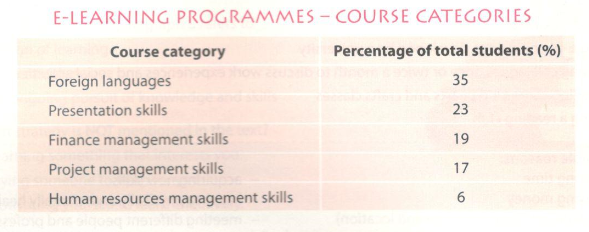 E-LEARNING PROGRAMMES – COURSE CATEGORIES
Course category Percentage of total students (%)
Foreign languages 35
Presentation skills 23
Finance management skills 19
Project management skills 17
Human resources management skills 6